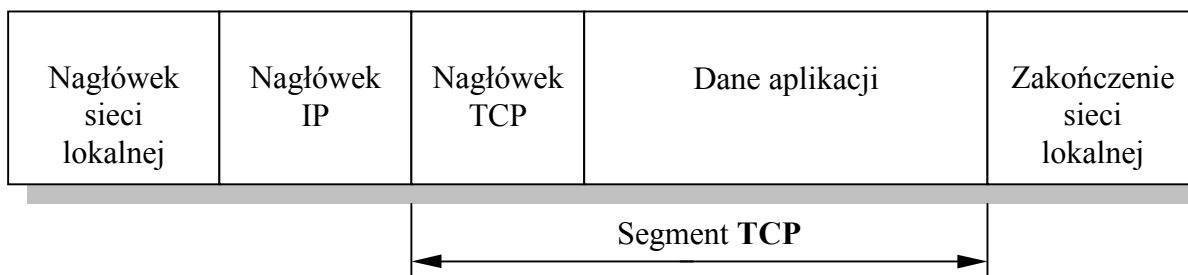 Nagłówek
sieci
lokalnej
Nagłówek
IP
Nagłówek
TCP
Dane aplikacji
Zakończenie
sieci
lokalnej
Segment TCP